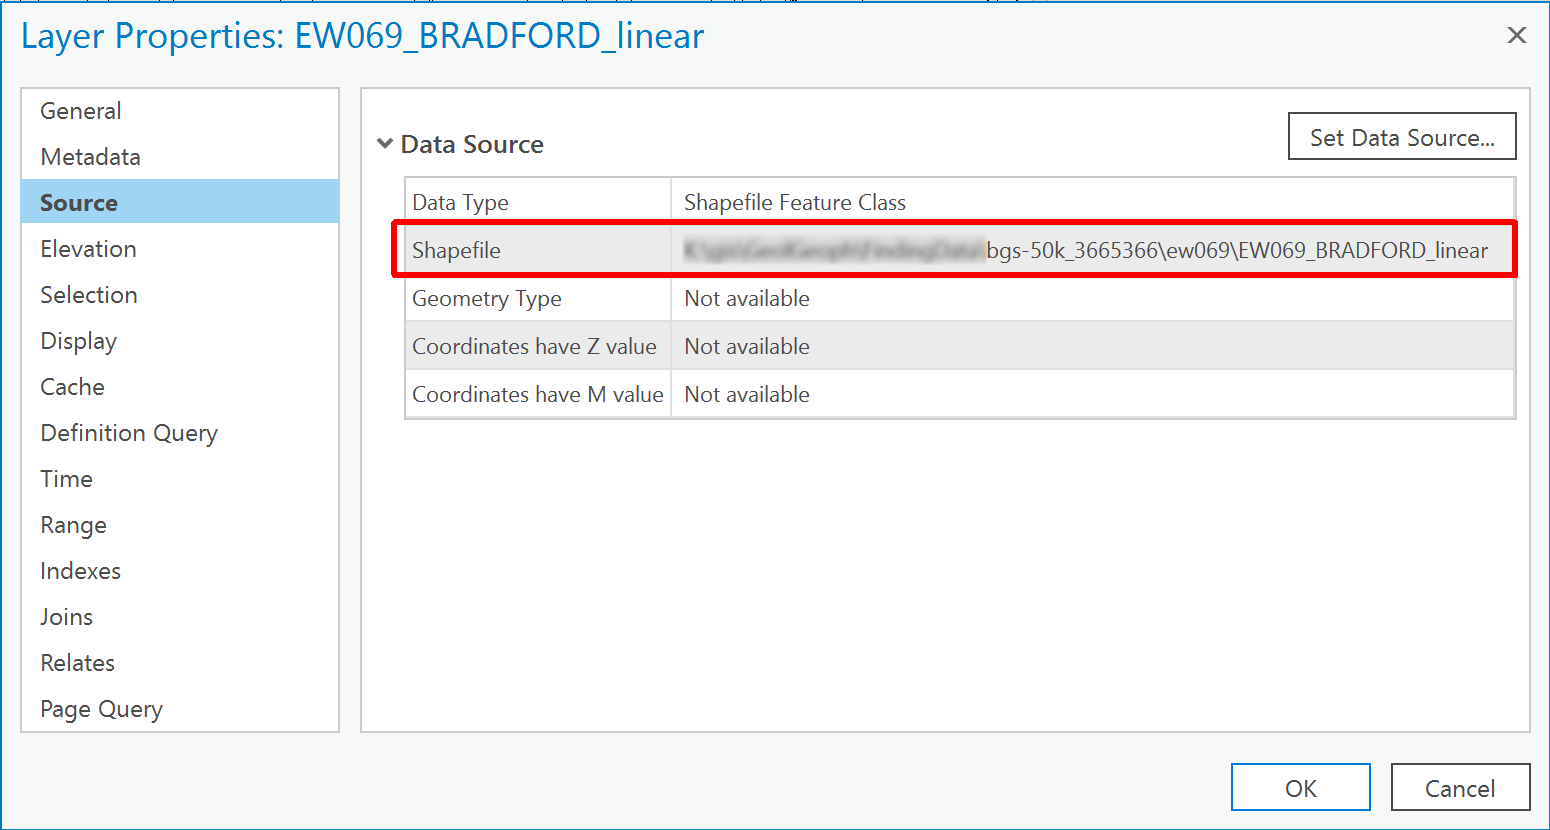 Layer Properties: EW069_BRADFORD_linear
General
Metadata
Source
Elevation
Selection
Display
Cache
Definition Query
Time
Range
Indexes
Joins
Relates
Page Query
Data Source
Set Data Source...
Data Type Shapefile Feature Class
Shapefile bgs-50k_3665366\ew069\EW069_BRADFORD_linear
Geometry Type Not available
Coordinates have Z value Not available
Coordinates have M value Not available
OK Cancel